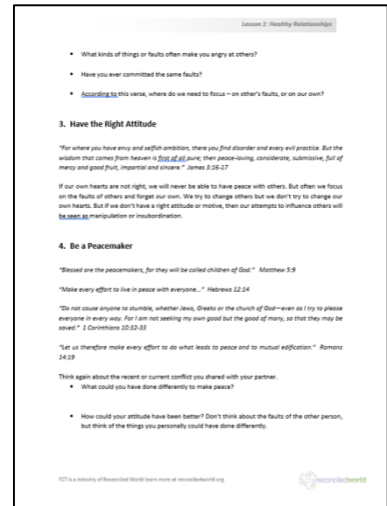 Lesson 1: Healthy Relationships
• What kinds of things or faults often make you angry at others?
• Have you ever committed the same faults?
• According to this verse, where do we need to focus – on other's faults, or on our own?
3. Have the Right Attitude
"For where you have envy and selfish ambition, there you find disorder and every evil practice. But the
wisdom that comes from heaven is first of all pure; then peace-loving, considerate, submissive, full of
mercy and good fruit, impartial and sincere." James 3:16-17
If our own hearts are not right, we will never be able to have peace with others. But often we focus
on the faults of others and forget our own. We try to change others but we don't try to change our
own hearts. But if we don't have a right attitude or motive, then our attempts to influence others will
be seen as manipulation or insubordination.
4. Be a Peacemaker
"Blessed are the peacemakers, for they will be called children of God." Matthew 5:9
"Make every effort to live in peace with everyone..." Hebrews 12:14
"Do not cause anyone to stumble, whether Jews, Greeks or the church of God—even as I try to please
everyone in every way. For I am not seeking my own good but the good of many, so that they may be
saved." 1 Corinthians 10:32-33
"Let us therefore make every effort to do what leads to peace and to mutual edification." Romans
14:19
Think again about the recent or current conflict you shared with your partner.
• What could you have done differently to make peace?
• How could your attitude have been better? Don't think about the faults of the other person,
but think of the things you personally could have done differently.
TCT is a ministry of Reconciled World learn more at reconciledworld.org
reconciledworld